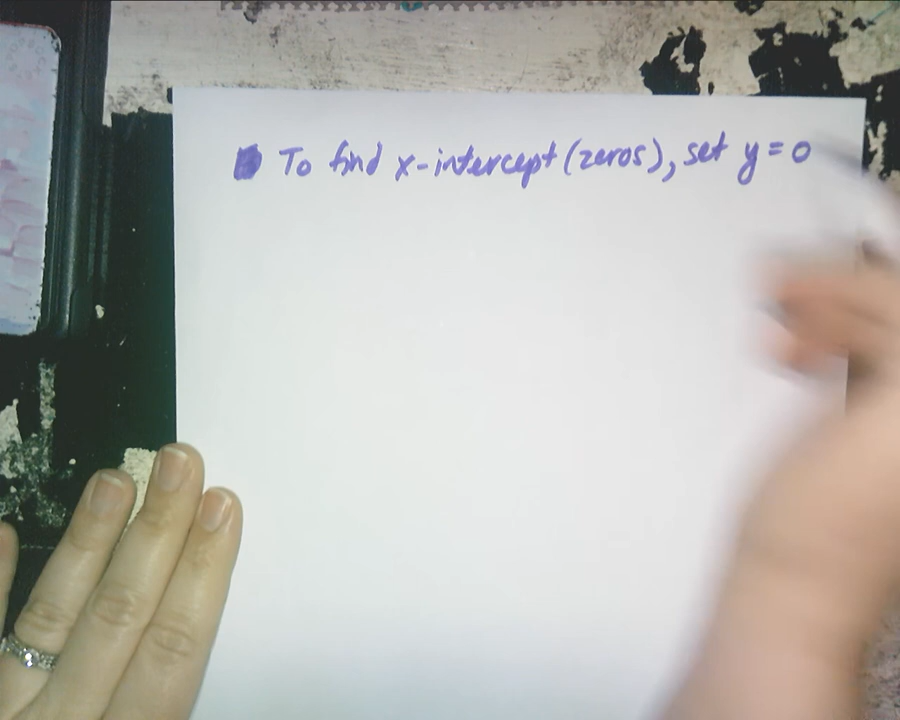 To find x-intercept (zeros), set y = 0